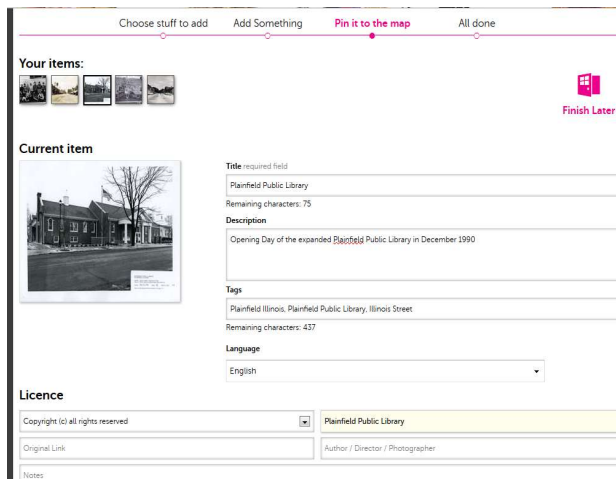 Choose stuff to add Add Something Pin it to the map All done
Your items:
Finish Later
Current item
Title required field
Plainfield Public Library
Remaining characters: 75
Description
Opening Day of the expanded Plainfield Public Library in December 1990
Tags
Plainfield Illinois, Plainfield Public Library, Illinois Street
Remaining characters: 437
Language
English
Licence
Copyright (c) all rights reserved Plainfield Public Library
Original Link Author / Director / Photographer
Notes